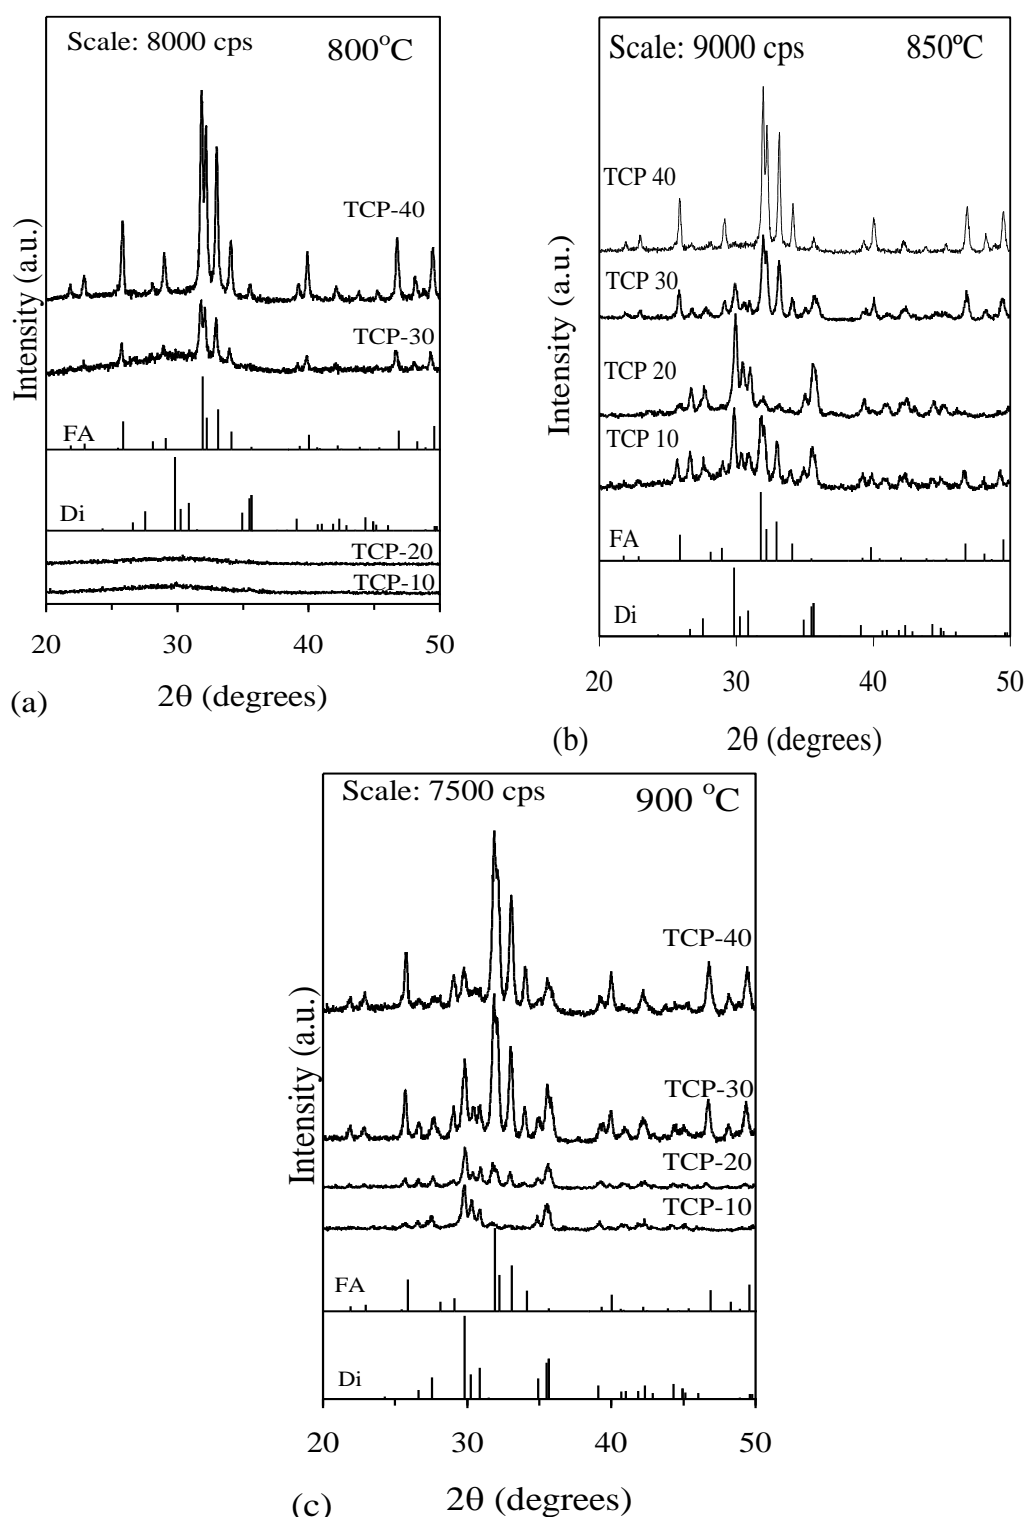 Scale: 8000 cps 800°C
TCP-40
TCP-30
FA
Di
TCP-20
TCP-10
Intensity (a.u.)
20 30 40 50
2θ (degrees)
(a)
Scale: 9000 cps 850ºC
TCP 40
TCP 30
TCP 20
TCP 10
FA
Di
Intensity (a.u.)
20 30 40 50
(b) 2θ (degrees)
Scale: 7500 cps 900 °C
TCP-40
TCP-30
TCP-20
TCP-10
FA
Di
Intensity (a.u.)
20 30 40 50
(c) 2θ (degrees)